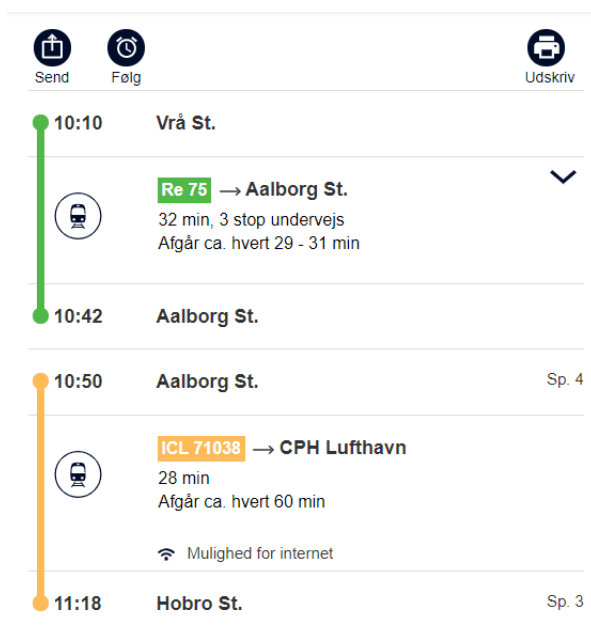 Send Følg Udskriv
10:10 Vrå St.
Re 75 → Aalborg St.
32 min, 3 stop undervejs
Afgår ca. hvert 29 - 31 min
10:42 Aalborg St.
10:50 Aalborg St. Sp. 4
ICL 71038 → CPH Lufthavn
28 min
Afgår ca. hvert 60 min
Mulighed for internet
11:18 Hobro St. Sp. 3